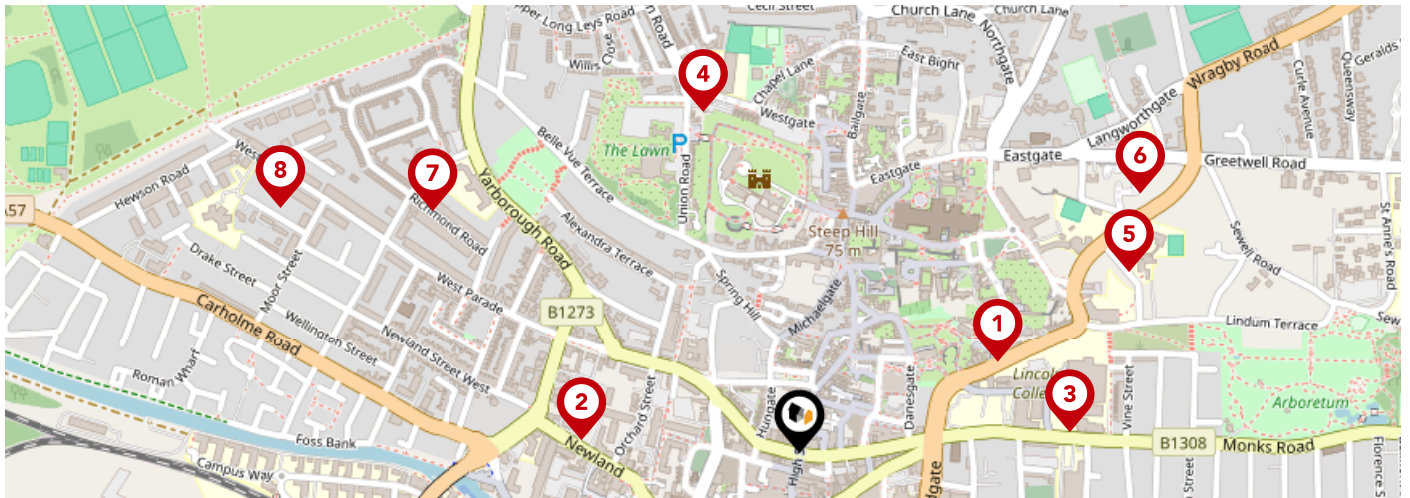 Upper Long Leys Road
Cecil Street
Church Lane
Church Lane
Northgate
Close
Willis
Road
4
Chapel Lane
East Bight
Wragby Road
Curle Avenue
Queensway
Westgate
Bailgate
Langworthgate
Belle Vue Terrace
The Lawn
P
Union Road
Eastgate
Eastgate
6
Greetwell Road
8
7
Hewson Road
Yarborough Road
Richmond Road
A57
Steep Hill
75 m
5
Sewell Road
St Anne's Road
Alexandra Terrace
Drake Street
Moor Street
West Parade
Spring Hill
Michaelgate
Carholme Road
B1273
1
Lindum Terrace
Wellington Street
Newland Street West
Roman Wharf
Danesgate
Lincoln
College
3
Vine Street
Arboretum
2
Orchard Street
Hungate
Foss Bank
Newland
High S
B1308
Monks Road
Campus Way
Street
Florence S